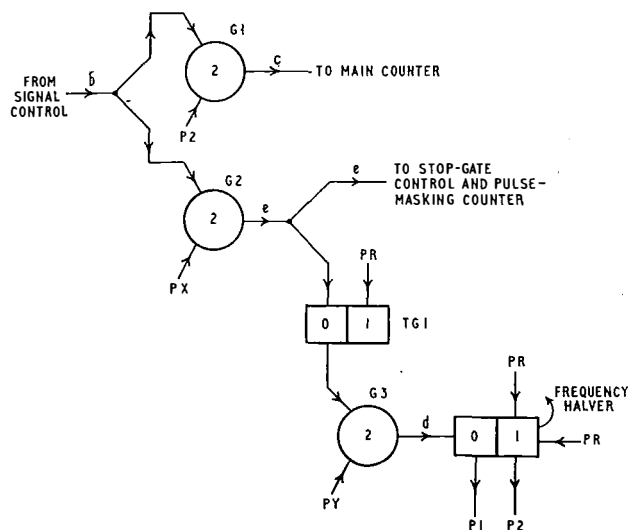 G1
2
b
c
FROM
SIGNAL
CONTROL
TO MAIN COUNTER
P2
G2
2
e
e
TO STOP-GATE
CONTROL AND PULSE-
MASKING COUNTER
PX
PR
0
1
TG1
G3
2
d
PR
FREQUENCY
HALVER
0
1
PR
PY
P1
P2